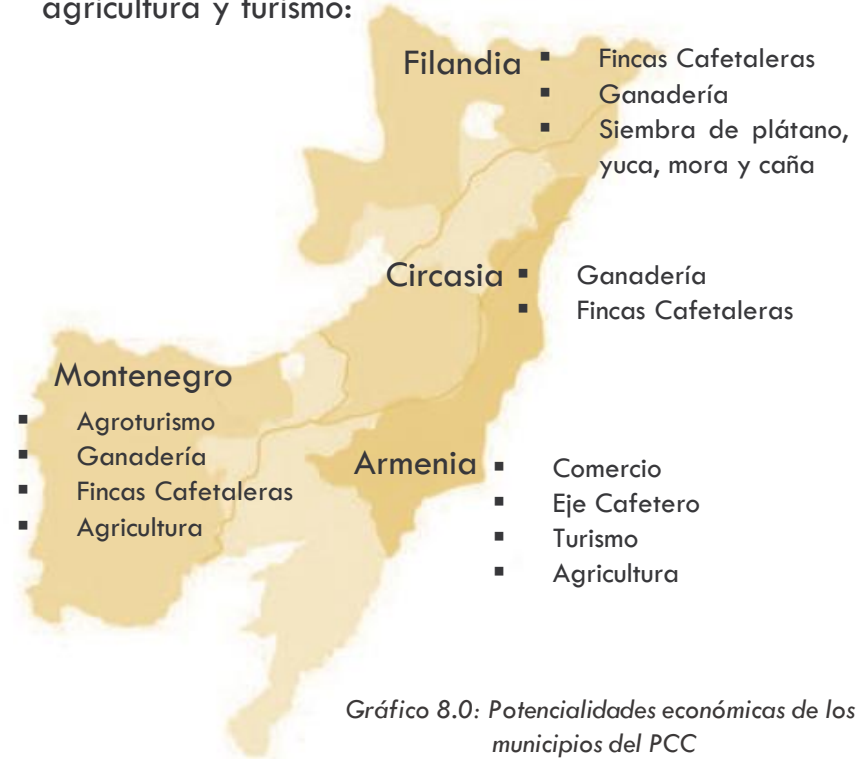 agricultura y turismo:
Filandia
▪ Fincas Cafetaleras
▪ Ganadería
▪ Siembra de plátano,
yuca, mora y caña
Circasia
▪ Ganadería
▪ Fincas Cafetaleras
Montenegro
▪ Agroturismo
▪ Ganadería
▪ Fincas Cafetaleras
▪ Agricultura
Armenia
▪ Comercio
▪ Eje Cafetero
▪ Turismo
▪ Agricultura
Gráfico 8.0: Potencialidades económicas de los
municipios del PCC